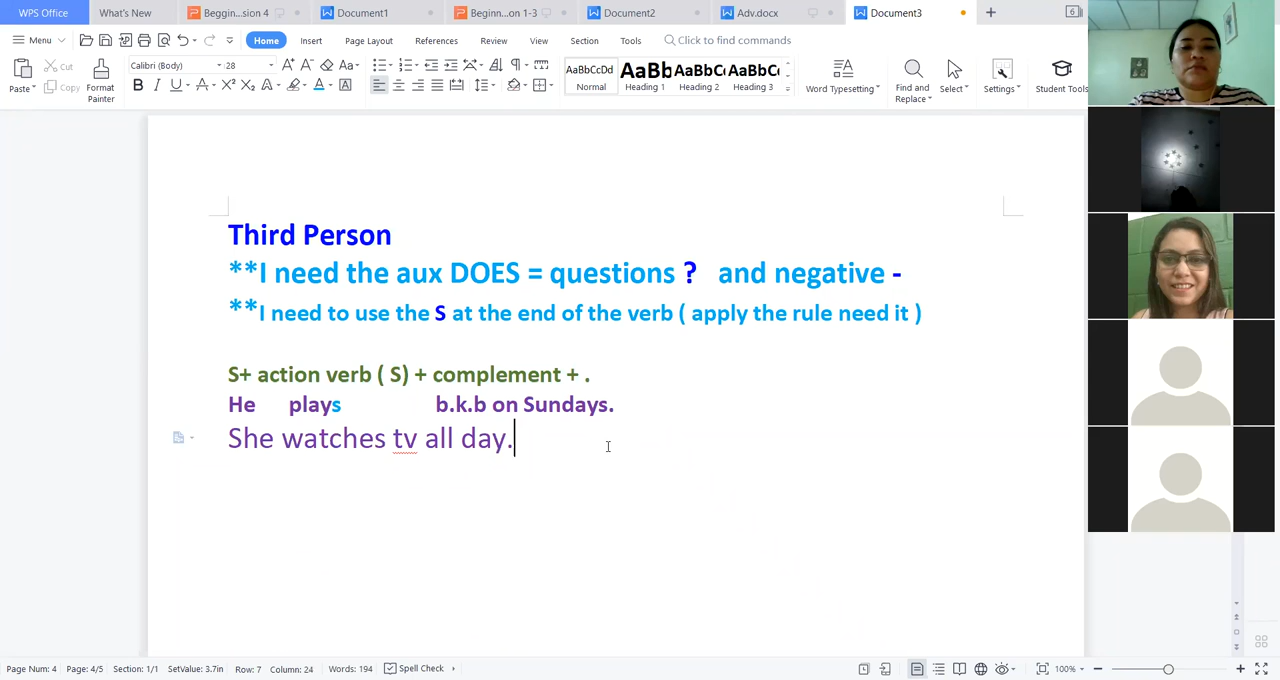 WPS Office What's New Beggin...sion 4 Document1 Beginn...on 1-3 Document2 Adv.docx Document3 6
Menu Home Insert Page Layout References Review View Section Tools Click to find commands
Paste Cut Copy Format Painter Calibri (Body) 28 AaBbCcDd Normal AaBb Heading 1 AaBbCc Heading 2 AaBbCc Heading 3 Word Typesetting Find and Replace Select Settings Student Tools
Third Person
**I need the aux DOES = questions ? and negative -
**I need to use the S at the end of the verb ( apply the rule need it )
S+ action verb ( S) + complement + .
He plays b.k.b on Sundays.
She watches tv all day.
Page Num: 4 Page: 4/5 Section: 1/1 SetValue: 3.7in Row: 7 Column: 24 Words: 194 Spell Check 100%